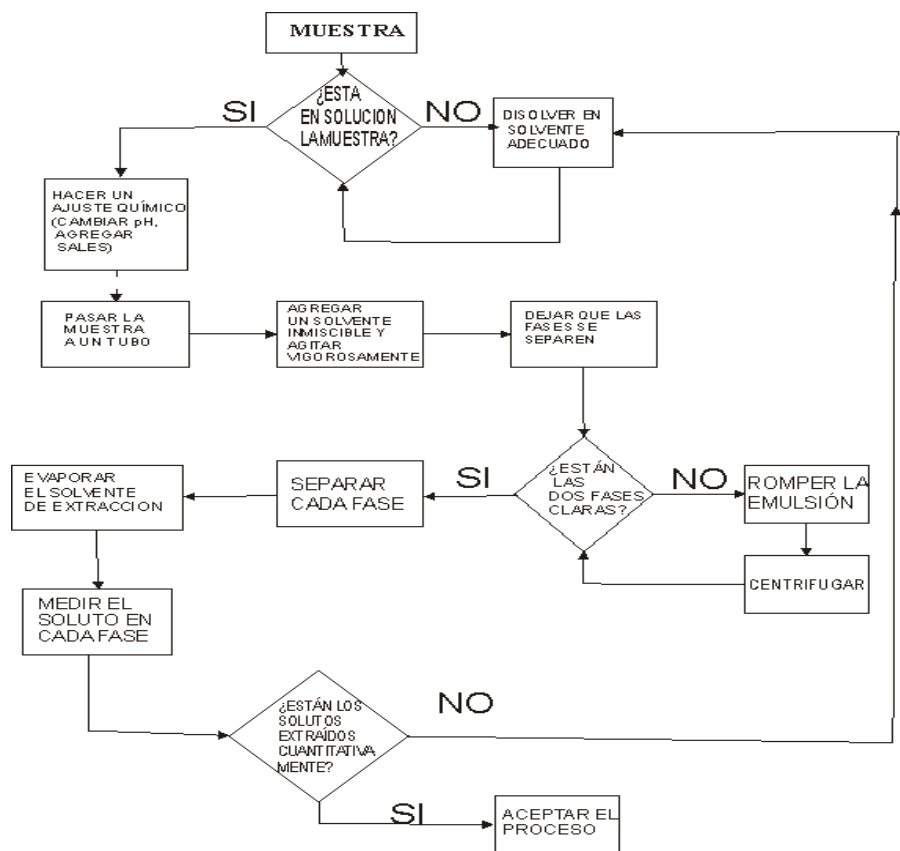 MUESTRA
¿ESTA
EN SOLUCION
LAMUESTRA?
SI
NO
DISOLVER EN
SOLVENTE
ADECUADO
HACER UN
AJUSTE QUÍMICO
(CAMBIAR pH,
AGREGAR
SALES)
PASAR LA
MUESTRA
A UN TUBO
AGREGAR
UN SOLVENTE
INMISCIBLE Y
AGITAR
VIGOROSAMENTE
DEJAR QUE LAS
FASES SE
SEPAREN
¿ESTÁN
LAS
DOS FASES
CLARAS?
SI
NO
ROMPER LA
EMULSIÓN
CENTRIFUGAR
SEPARAR
CADA FASE
EVAPORAR
EL SOLVENTE
DE EXTRACCION
MEDIR EL
SOLUTO EN
CADA FASE
¿ESTÁN LOS
SOLUTOS
EXTRAÍDOS
CUANTITATIVA
MENTE?
NO
SI
ACEPTAR EL
PROCESO